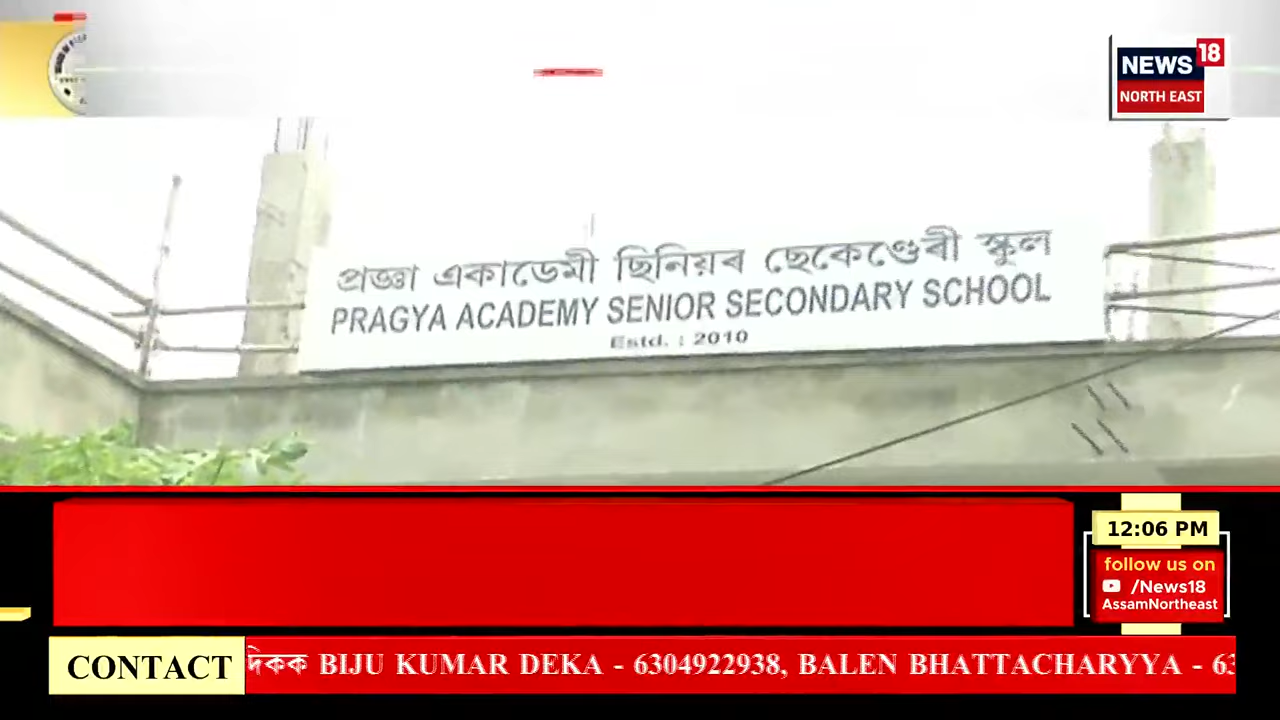 NEWS 18
NORTH EAST
প্ৰজ্ঞা একাডেমী ছিনিয়ৰ ছেকেণ্ডেৰী স্কুল
PRAGYA ACADEMY SENIOR SECONDARY SCHOOL
Estd. : 2010
12:06 PM
follow us on
/News18
AssamNortheast
CONTACT দিকক BIJU KUMAR DEKA - 6304922938, BALEN BHATTACHARYYA - 63